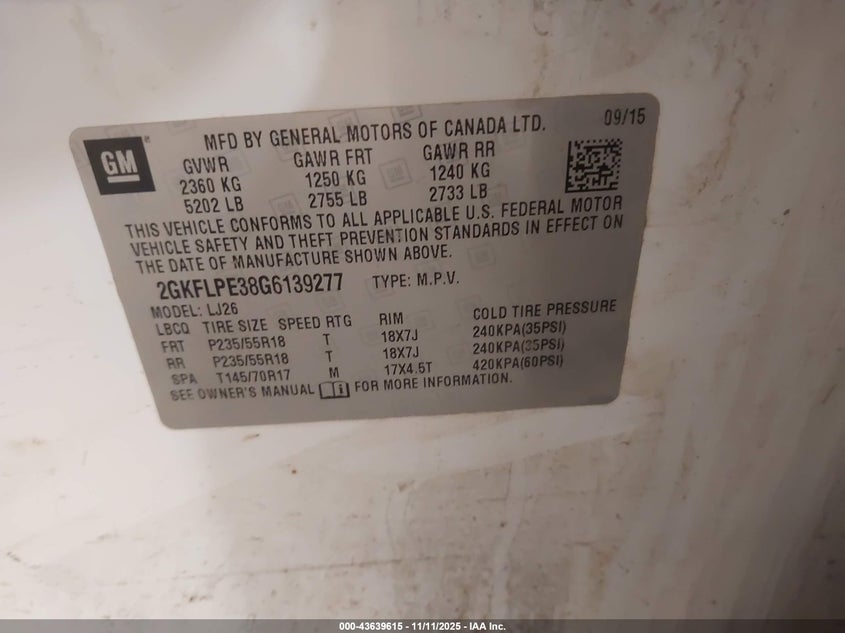 GM
MFD BY GENERAL MOTORS OF CANADA LTD. 09/15
GVWR GAWR FRT GAWR RR
2360 KG 1250 KG 1240 KG
5202 LB 2755 LB 2733 LB
THIS VEHICLE CONFORMS TO ALL APPLICABLE U.S. FEDERAL MOTOR
VEHICLE SAFETY AND THEFT PREVENTION STANDARDS IN EFFECT ON
THE DATE OF MANUFACTURE SHOWN ABOVE.
2GKFLPE38G6139277 TYPE: M.P.V.
MODEL: LJ26
LBCQ TIRE SIZE SPEED RTG RIM COLD TIRE PRESSURE
FRT P235/55R18 T 18X7J 240KPA(35PSI)
RR P235/55R18 T 18X7J 240KPA(35PSI)
SPA T145/70R17 M 17X4.5T 420KPA(60PSI)
SEE OWNER'S MANUAL FOR MORE INFORMATION.
000-43639615 - 11/11/2025 - IAA Inc.